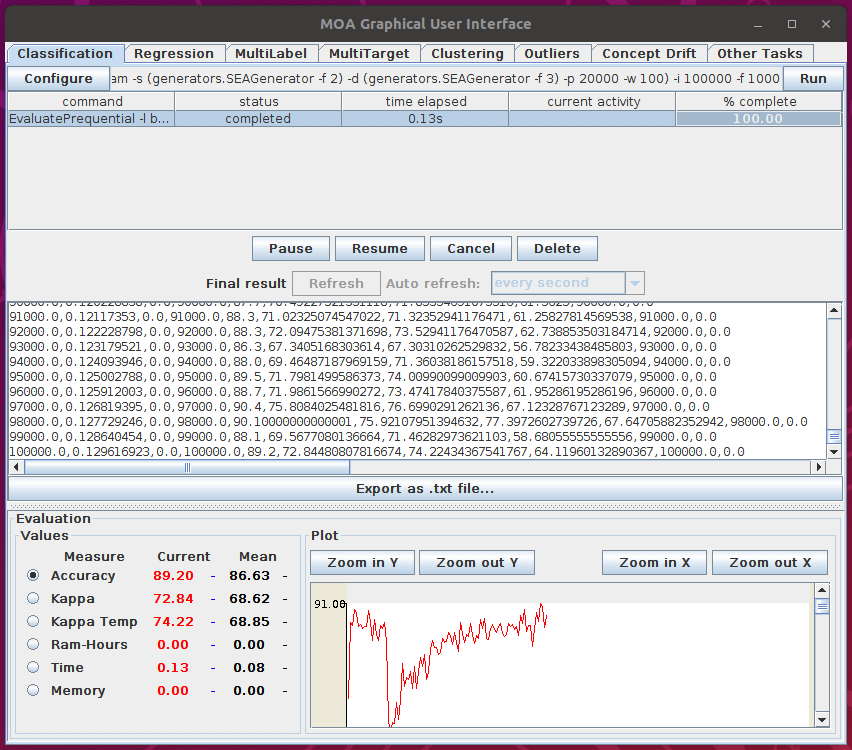 MOA Graphical User Interface
Classification Regression MultiLabel MultiTarget Clustering Outliers Concept Drift Other Tasks
Configure am -s (generators.SEAGenerator -f 2) -d (generators.SEAGenerator -f 3) -p 20000 -w 100) -i 100000 -f 1000 Run
command status time elapsed current activity % complete
EvaluatePrequential -l b... completed 0.13s 100.00
Pause Resume Cancel Delete
Final result Refresh Auto refresh: every second
91000.0,0.12117353,0.0,91000.0,88.3,71.02325074547022,71.32352941176471,61.25827814569538,91000.0,0.0
92000.0,0.122228798,0.0,92000.0,88.3,72.09475381371698,73.52941176470587,62.738853503184714,92000.0,0.0
93000.0,0.123179521,0.0,93000.0,86.3,67.3405168303614,67.30310262529832,56.78233438485803,93000.0,0.0
94000.0,0.124093946,0.0,94000.0,88.0,69.46487187969159,71.36038186157518,59.322033898305094,94000.0,0.0
95000.0,0.125002788,0.0,95000.0,89.5,71.7981499586373,74.00990099009903,60.67415730337079,95000.0,0.0
96000.0,0.125912003,0.0,96000.0,88.7,71.9861566990272,73.47417840375587,61.95286195286196,96000.0,0.0
97000.0,0.126819395,0.0,97000.0,90.4,75.8084025481816,76.6990291262136,67.12328767123289,97000.0,0.0
98000.0,0.127729246,0.0,98000.0,90.10000000000001,75.92107951394632,77.3972602739726,67.64705882352942,98000.0,0.0
99000.0,0.128640454,0.0,99000.0,88.1,69.5677080136664,71.46282973621103,58.68055555555556,99000.0,0.0
100000.0,0.129616923,0.0,100000.0,89.2,72.84480807816674,74.22434367541767,64.11960132890367,100000.0,0.0
Export as .txt file...
Evaluation
Values
Measure Current Mean
Accuracy 89.20 - 86.63 -
Kappa 72.84 - 68.62 -
Kappa Temp 74.22 - 68.85 -
Ram-Hours 0.00 - 0.00 -
Time 0.13 - 0.08 -
Memory 0.00 - 0.00 -
Plot
Zoom in Y Zoom out Y Zoom in X Zoom out X